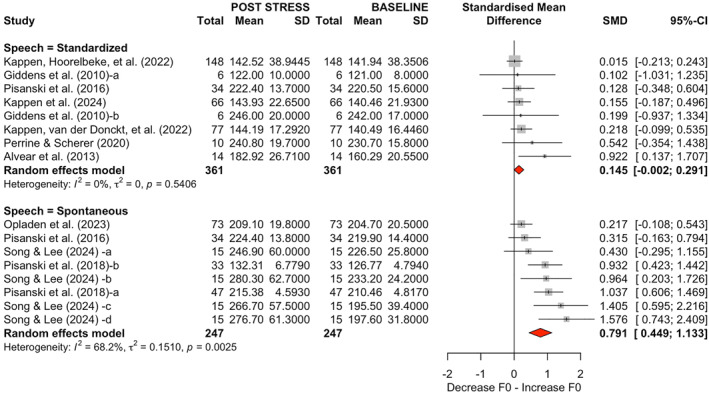 POST STRESS BASELINE Standardised Mean
Study Total Mean SD Total Mean SD Difference SMD 95%-CI
Speech = Standardized
Kappen, Hoorelbeke, et al. (2022) 148 142.52 38.9445 148 141.94 38.3506 0.015 [-0.213; 0.243]
Giddens et al. (2010)-a 6 122.00 10.0000 6 121.00 8.0000 0.102 [-1.031; 1.235]
Pisanski et al. (2016) 34 222.40 13.7000 34 220.50 15.6000 0.128 [-0.348; 0.604]
Kappen et al (2024) 66 143.93 22.6500 66 140.46 21.9300 0.155 [-0.187; 0.496]
Giddens et al. (2010)-b 6 246.00 20.0000 6 242.00 17.0000 0.199 [-0.937; 1.334]
Kappen, van der Donckt, et al. (2022) 77 144.19 17.2920 77 140.49 16.4460 0.218 [-0.099; 0.535]
Perrine & Scherer (2020) 10 240.80 19.7000 10 230.70 15.8000 0.542 [-0.354; 1.438]
Alvear et al. (2013) 14 182.92 26.7100 14 160.29 20.5500 0.922 [ 0.137; 1.707]
Random effects model 361 361 0.145 [-0.002; 0.291]
Heterogeneity: I² = 0%, τ² = 0, p = 0.5406
Speech = Spontaneous
Opladen et al. (2023) 73 209.10 19.8000 73 204.70 20.5000 0.217 [-0.108; 0.543]
Pisanski et al. (2016) 34 224.40 13.8000 34 219.90 14.4000 0.315 [-0.163; 0.794]
Song & Lee (2024) -a 15 246.90 60.0000 15 226.50 25.8000 0.430 [-0.295; 1.155]
Pisanski et al. (2018)-b 33 132.31 6.7790 33 126.77 4.7940 0.932 [ 0.423; 1.442]
Song & Lee (2024) -b 15 280.30 62.7000 15 233.20 24.2000 0.964 [ 0.203; 1.726]
Pisanski et al. (2018)-a 47 215.38 4.5930 47 210.46 4.8170 1.037 [ 0.606; 1.469]
Song & Lee (2024) -c 15 266.70 57.5000 15 195.50 39.4000 1.405 [ 0.595; 2.216]
Song & Lee (2024) -d 15 276.70 61.3000 15 197.60 31.8000 1.576 [ 0.743; 2.409]
Random effects model 247 247 0.791 [ 0.449; 1.133]
Heterogeneity: I² = 68.2%, τ² = 0.1510, p = 0.0025
-2 -1 0 1 2
Decrease F0 - Increase F0